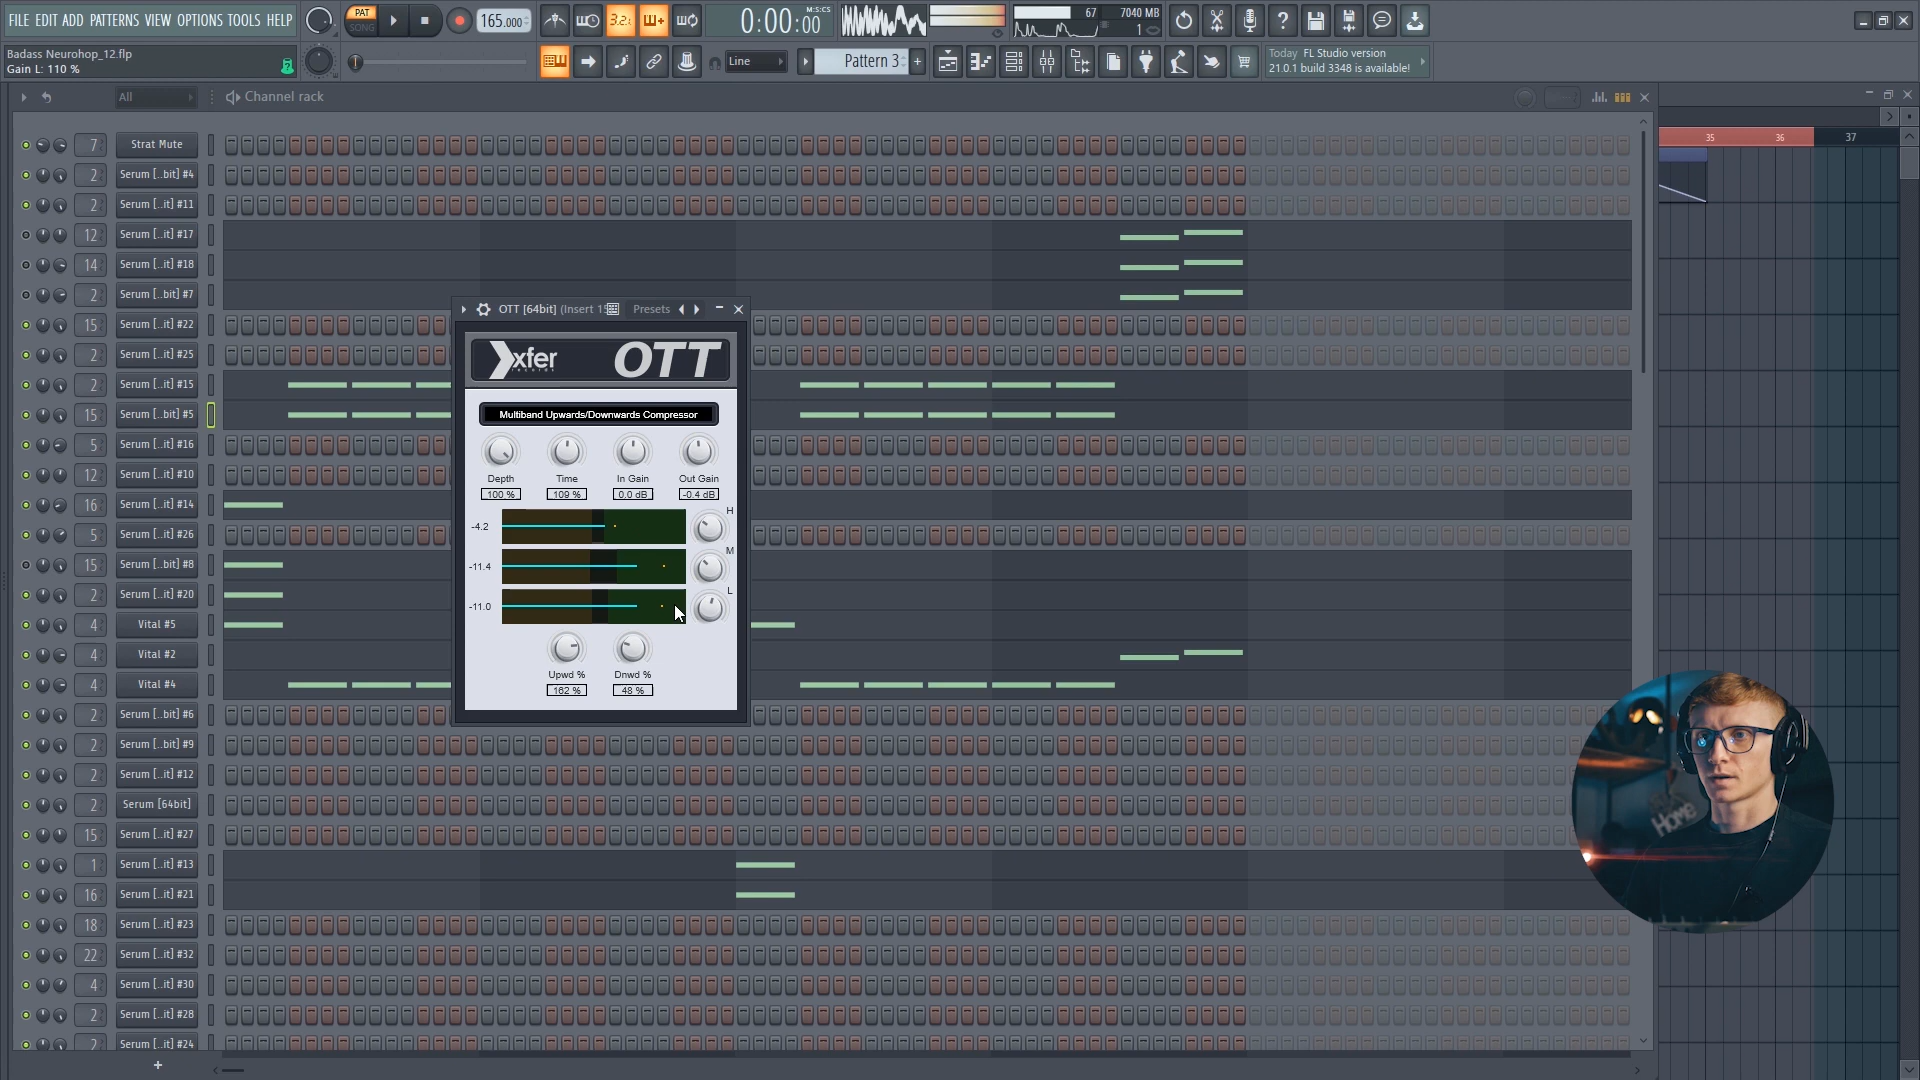 FILE EDIT ADD PATTERNS VIEW OPTIONS TOOLS HELP
PAT
SONG
165.000
3.2.
M:S:CS
0:00:00
67
7040 MB
1
Badass Neurohop_12.flp
Gain L: 110 %
Line
Pattern 3
Today FL Studio version
21.0.1 build 3348 is available!
All
Channel rack
35
36
37
7 Strat Mute
2 Serum [..bit] #4
2 Serum [..it] #11
12 Serum [..it] #17
14 Serum [..it] #18
2 Serum [..bit] #7
15 Serum [..it] #22
2 Serum [..it] #25
2 Serum [..it] #15
15 Serum [..bit] #5
5 Serum [..it] #16
12 Serum [..it] #10
16 Serum [..it] #14
5 Serum [..it] #26
15 Serum [..bit] #8
2 Serum [..it] #20
4 Vital #5
4 Vital #2
4 Vital #4
2 Serum [..bit] #6
2 Serum [..bit] #9
2 Serum [..it] #12
2 Serum [64bit]
15 Serum [..it] #27
1 Serum [..it] #13
16 Serum [..it] #21
18 Serum [..it] #23
22 Serum [..it] #32
4 Serum [..it] #30
2 Serum [..it] #28
2 Serum [..it] #24
+
OTT [64bit] (Insert 15
Presets
xfer
records
OTT
Multiband Upwards/Downwards Compressor
Depth Time In Gain Out Gain
100 % 109 % 0.0 dB -0.4 dB
H
-4.2
M
-11.4
L
-11.0
Upwd % Dnwd %
162 % 48 %
Home